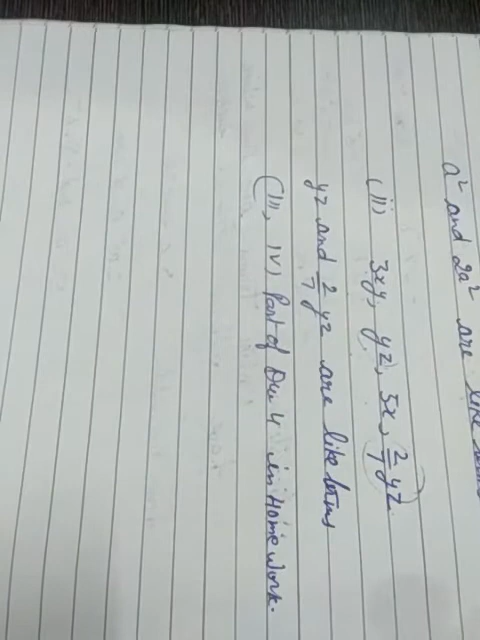 a² and 2a² are like
(ii) 3xy, yz, 5x, 2/7 yz
yz and 2/7 yz are like terms
(III, IV) Part of Que 4 in Home work.